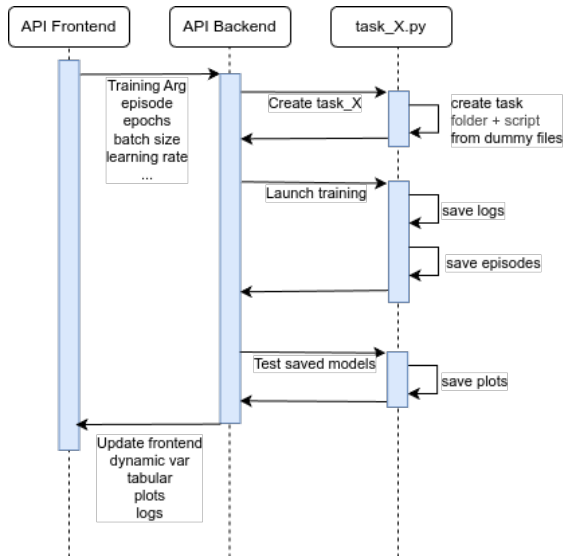 API Frontend
API Backend
task_X.py
Training Arg
episode
epochs
batch size
learning rate
...
Create task_X
create task
folder + script
from dummy files
Launch training
save logs
save episodes
Test saved models
save plots
Update frontend
dynamic var
tabular
plots
logs